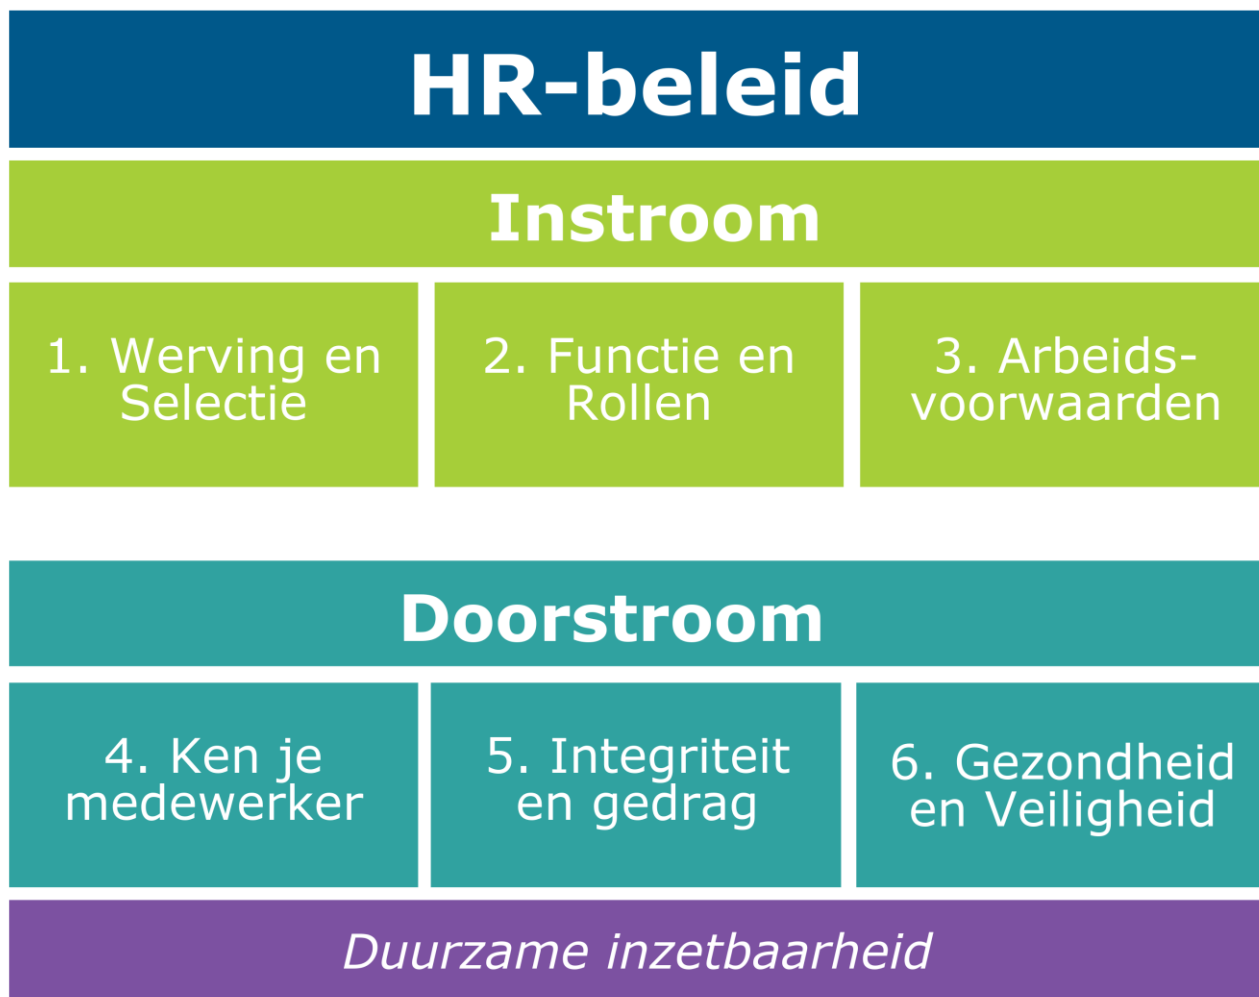 HR-beleid
Instroom
1. Werving en
Selectie
2. Functie en
Rollen
3. Arbeids-
voorwaarden
Doorstroom
4. Ken je
medewerker
5. Integriteit
en gedrag
6. Gezondheid
en Veiligheid
Duurzame inzetbaarheid